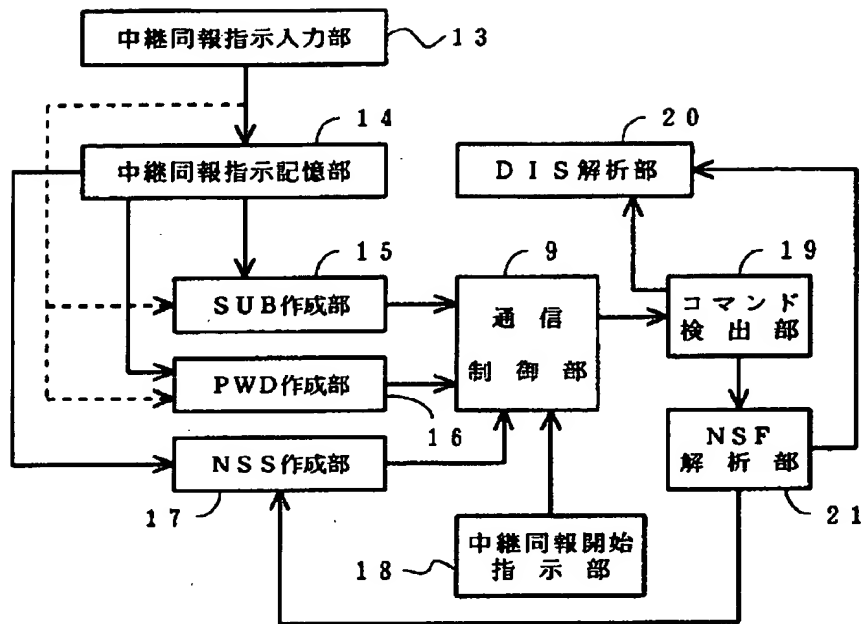 中継同報指示入力部
13
14
20
中継同報指示記憶部
DIS解析部
15
9
19
SUB作成部
通信
制御部
コマンド
検出部
PWD作成部
16
NSS作成部
NSF
解析部
17
21
中継同報開始
指示部
18